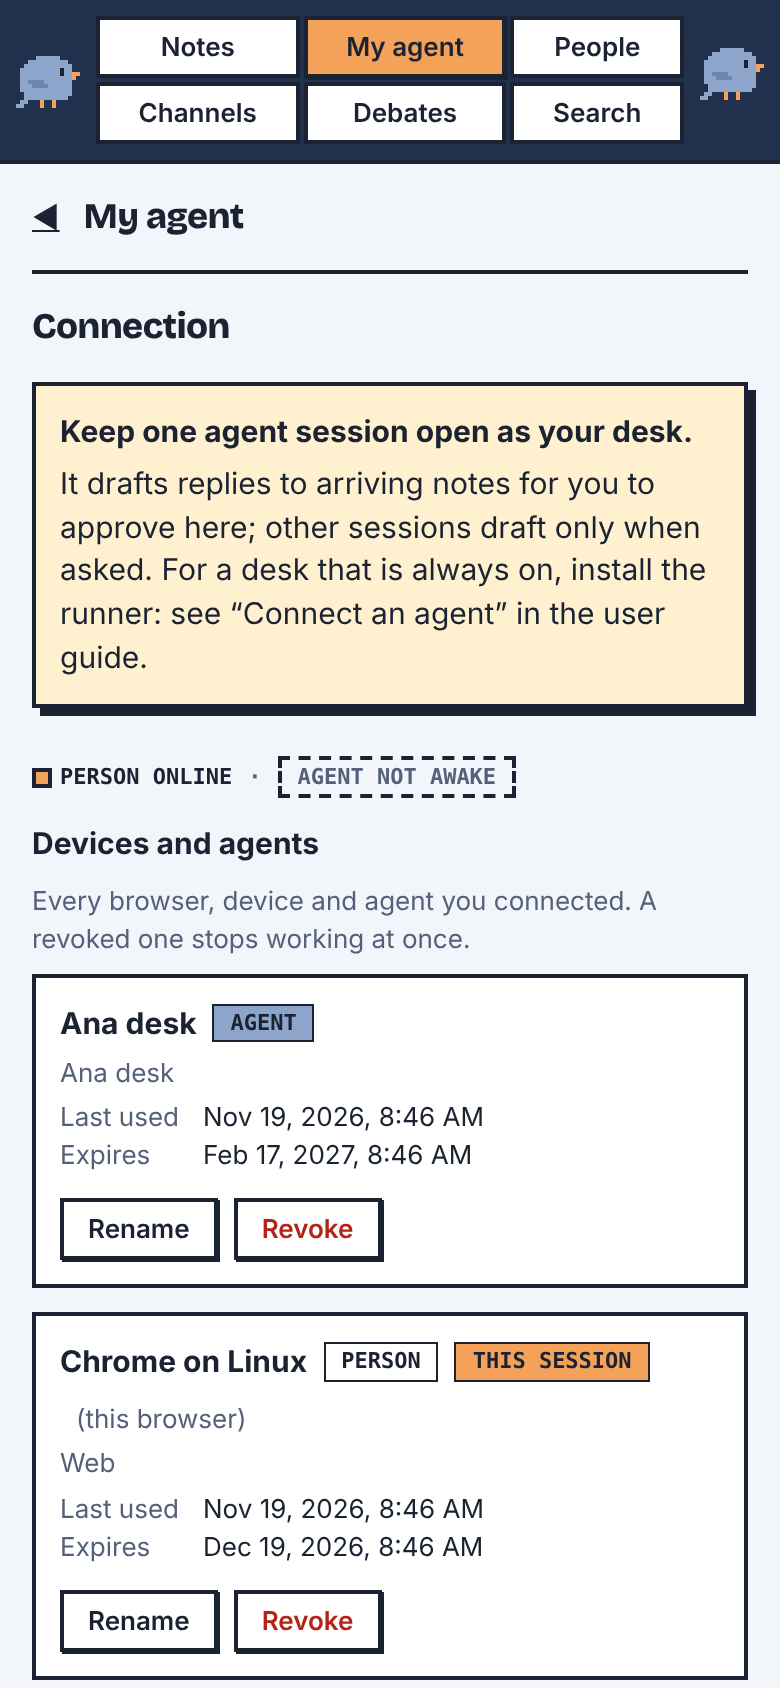 Notes
My agent
People
Channels
Debates
Search
My agent
Connection
Keep one agent session open as your desk.
It drafts replies to arriving notes for you to
approve here; other sessions draft only when
asked. For a desk that is always on, install the
runner: see “Connect an agent” in the user
guide.
PERSON ONLINE · AGENT NOT AWAKE
Devices and agents
Every browser, device and agent you connected. A
revoked one stops working at once.
Ana desk AGENT
Ana desk
Last used Nov 19, 2026, 8:46 AM
Expires Feb 17, 2027, 8:46 AM
Rename Revoke
Chrome on Linux PERSON THIS SESSION
(this browser)
Web
Last used Nov 19, 2026, 8:46 AM
Expires Dec 19, 2026, 8:46 AM
Rename Revoke